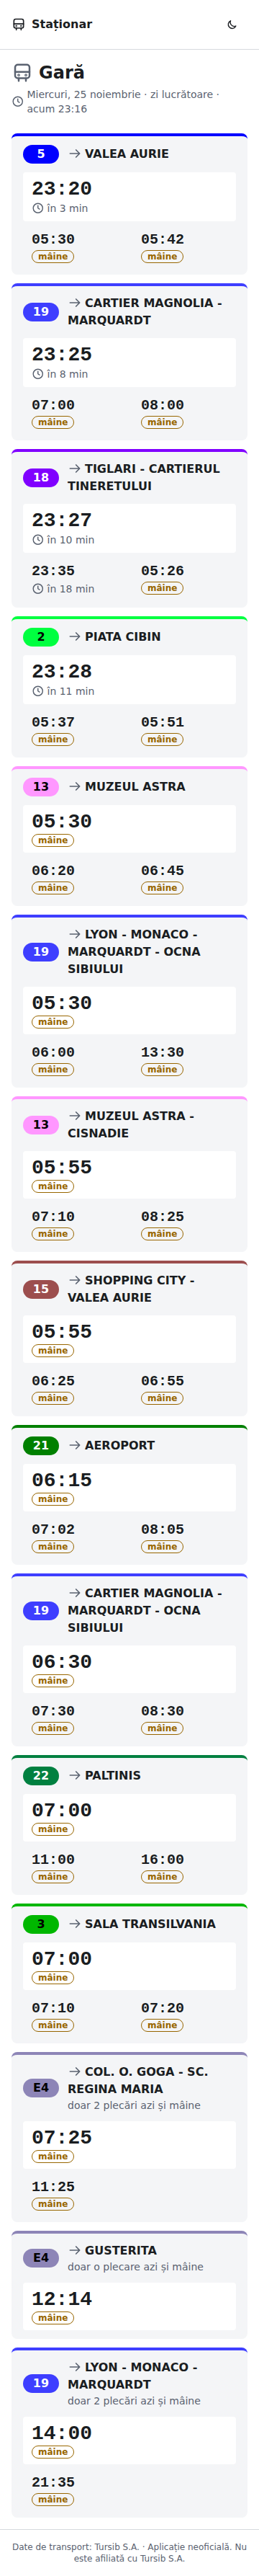 Staționar
Gară
Miercuri, 25 noiembrie · zi lucrătoare ·
acum 23:16
5 → VALEA AURIE
23:20
în 3 min
05:30 05:42
mâine mâine
19 → CARTIER MAGNOLIA -
MARQUARDT
23:25
în 8 min
07:00 08:00
mâine mâine
18 → TIGLARI - CARTIERUL
TINERETULUI
23:27
în 10 min
23:35 05:26
în 18 min mâine
2 → PIATA CIBIN
23:28
în 11 min
05:37 05:51
mâine mâine
13 → MUZEUL ASTRA
05:30
mâine
06:20 06:45
mâine mâine
19 → LYON - MONACO -
MARQUARDT - OCNA
SIBIULUI
05:30
mâine
06:00 13:30
mâine mâine
13 → MUZEUL ASTRA -
CISNADIE
05:55
mâine
07:10 08:25
mâine mâine
15 → SHOPPING CITY -
VALEA AURIE
05:55
mâine
06:25 06:55
mâine mâine
21 → AEROPORT
06:15
mâine
07:02 08:05
mâine mâine
19 → CARTIER MAGNOLIA -
MARQUARDT - OCNA
SIBIULUI
06:30
mâine
07:30 08:30
mâine mâine
22 → PALTINIS
07:00
mâine
11:00 16:00
mâine mâine
3 → SALA TRANSILVANIA
07:00
mâine
07:10 07:20
mâine mâine
E4 → COL. O. GOGA - SC.
REGINA MARIA
doar 2 plecări azi și mâine
07:25
mâine
11:25
mâine
E4 → GUSTERITA
doar o plecare azi și mâine
12:14
mâine
19 → LYON - MONACO -
MARQUARDT
doar 2 plecări azi și mâine
14:00
mâine
21:35
mâine
Date de transport: Tursib S.A. · Aplicație neoficială. Nu
este afiliată cu Tursib S.A.